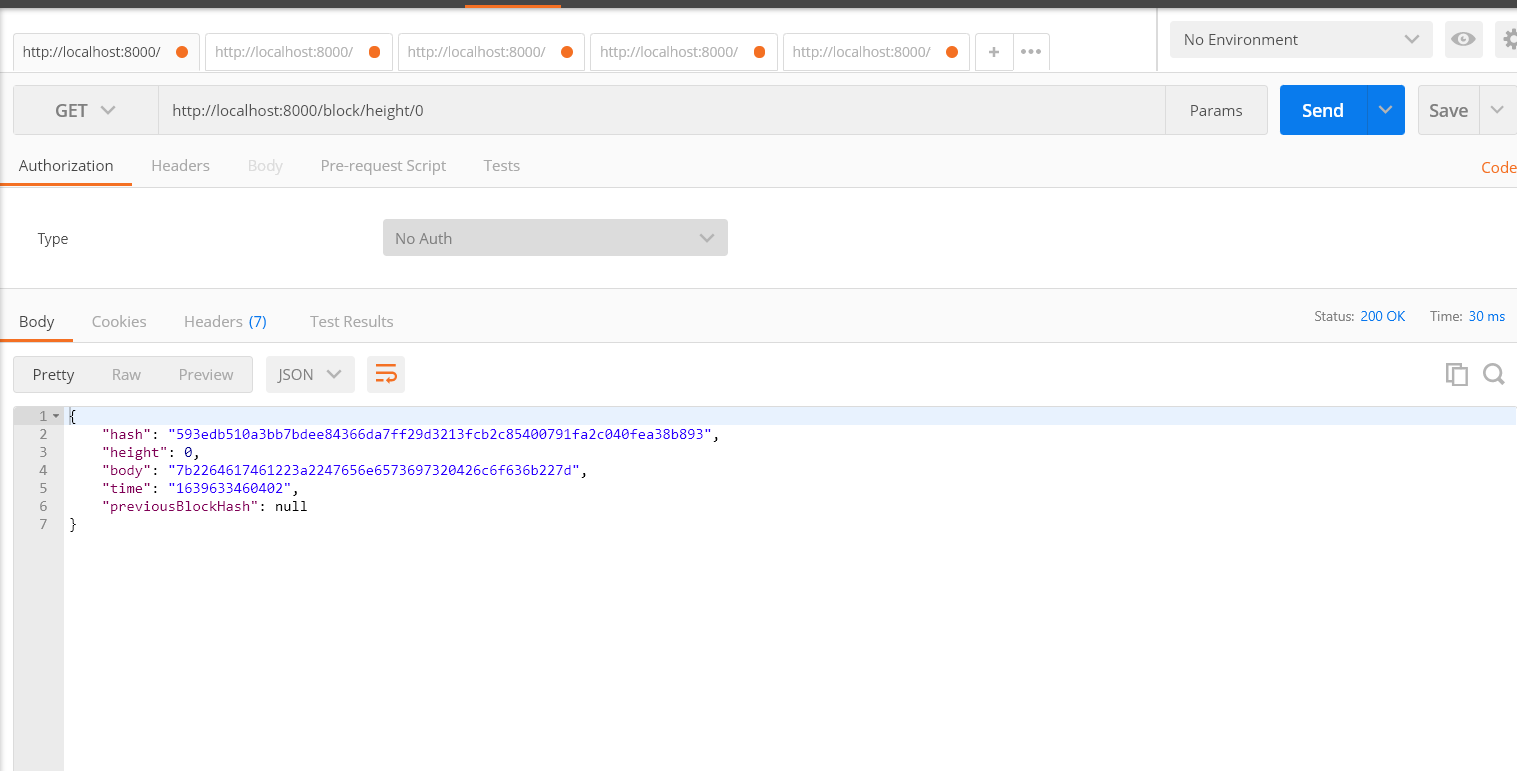 http://localhost:8000/ http://localhost:8000/ http://localhost:8000/ http://localhost:8000/ http://localhost:8000/ + ••• No Environment
GET http://localhost:8000/block/height/0 Params Send Save
Authorization Headers Body Pre-request Script Tests Code
Type No Auth
Body Cookies Headers (7) Test Results Status: 200 OK Time: 30 ms
Pretty Raw Preview JSON
1 {
2 "hash": "593edb510a3bb7bdee84366da7ff29d3213fcb2c85400791fa2c040fea38b893",
3 "height": 0,
4 "body": "7b2264617461223a2247656e6573697320426c6f636b227d",
5 "time": "1639633460402",
6 "previousBlockHash": null
7 }